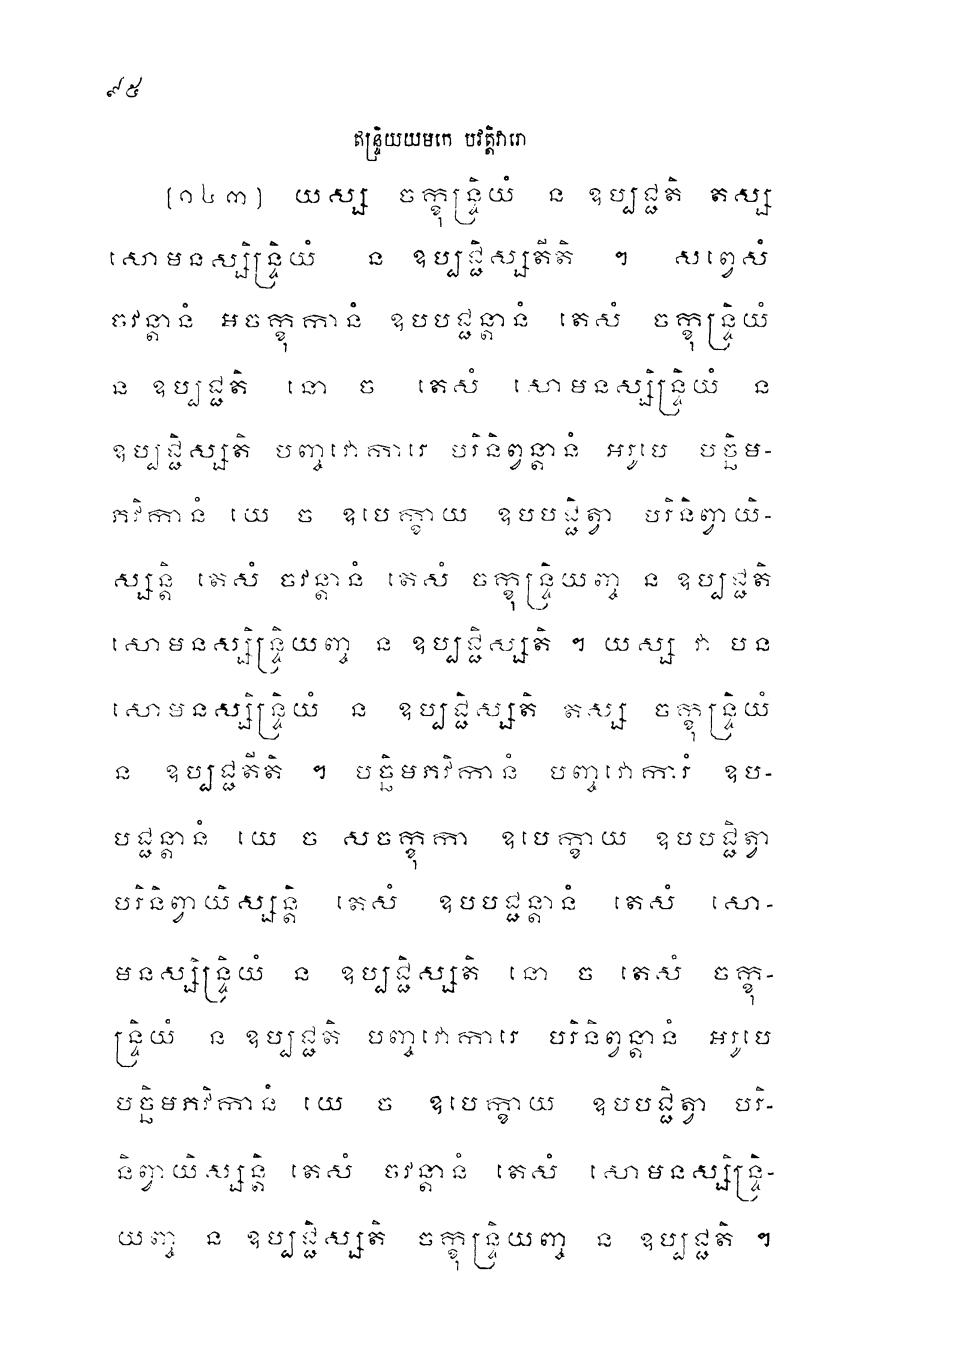 ៩៥
ឥន្ទ្រិយយមកេ បវត្តិវារោ
[១៤៣] យស្ស ចក្ខុន្ទ្រិយំ ន ឧប្បជ្ជតិ តស្ស
សោមនស្សិន្ទ្រិយំ ន ឧប្បជ្ជិស្សតីតិ ។ សព្វេសំ
ចវន្តានំ អចក្ខុកានំ ឧបបជ្ជន្តានំ តេសំ ចក្ខុន្ទ្រិយំ
ន ឧប្បជ្ជតិ នោ ច តេសំ សោមនស្សិន្ទ្រិយំ ន
ឧប្បជ្ជិស្សតិ បញ្ចវោការេ បរិនិព្វន្តានំ អរូបេ បច្ឆិម-
ភវិកានំ យេ ច ឧបេក្ខាយ ឧបបជ្ជិត្វា បរិនិព្វាយិ-
ស្សន្តិ តេសំ ចវន្តានំ តេសំ ចក្ខុន្ទ្រិយញ្ច ន ឧប្បជ្ជតិ
សោមនស្សិន្ទ្រិយញ្ច ន ឧប្បជ្ជិស្សតិ ។ យស្ស វា បន
សោមនស្សិន្ទ្រិយំ ន ឧប្បជ្ជិស្សតិ តស្ស ចក្ខុន្ទ្រិយំ
ន ឧប្បជ្ជតីតិ ។ បច្ឆិមភវិកានំ បញ្ចវោការំ ឧប-
បជ្ជន្តានំ យេ ច សចក្ខុកា ឧបេក្ខាយ ឧបបជ្ជិត្វា
បរិនិព្វាយិស្សន្តិ តេសំ ឧបបជ្ជន្តានំ តេសំ សោ-
មនស្សិន្ទ្រិយំ ន ឧប្បជ្ជិស្សតិ នោ ច តេសំ ចក្ខុ-
ន្ទ្រិយំ ន ឧប្បជ្ជតិ បញ្ចវោការេ បរិនិព្វន្តានំ អរូបេ
បច្ឆិមភវិកានំ យេ ច ឧបេក្ខាយ ឧបបជ្ជិត្វា បរិ-
និព្វាយិស្សន្តិ តេសំ ចវន្តានំ តេសំ សោមនស្សិន្ទ្រិ-
យញ្ច ន ឧប្បជ្ជិស្សតិ ចក្ខុន្ទ្រិយញ្ច ន ឧប្បជ្ជតិ ។